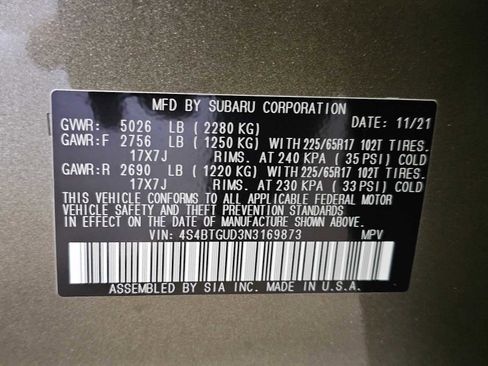 MFD BY SUBARU CORPORATION DATE: 11/21
GVWR: 5026 LB ( 2280 KG)
GAWR:F 2756 LB ( 1250 KG) WITH 225/65R17 102T TIRES,
17X7J RIMS, AT 240 KPA ( 35 PSI) COLD
GAWR:R 2690 LB ( 1220 KG) WITH 225/65R17 102T TIRES,
17X7J RIMS, AT 230 KPA ( 33 PSI) COLD
THIS VEHICLE CONFORMS TO ALL APPLICABLE FEDERAL MOTOR
VEHICLE SAFETY AND THEFT PREVENTION STANDARDS
IN EFFECT ON THE DATE OF MANUFACTURE SHOWN ABOVE.
VIN: 4S4BTGUD3N3169873 MPV
ASSEMBLED BY SIA INC. MADE IN U.S.A.